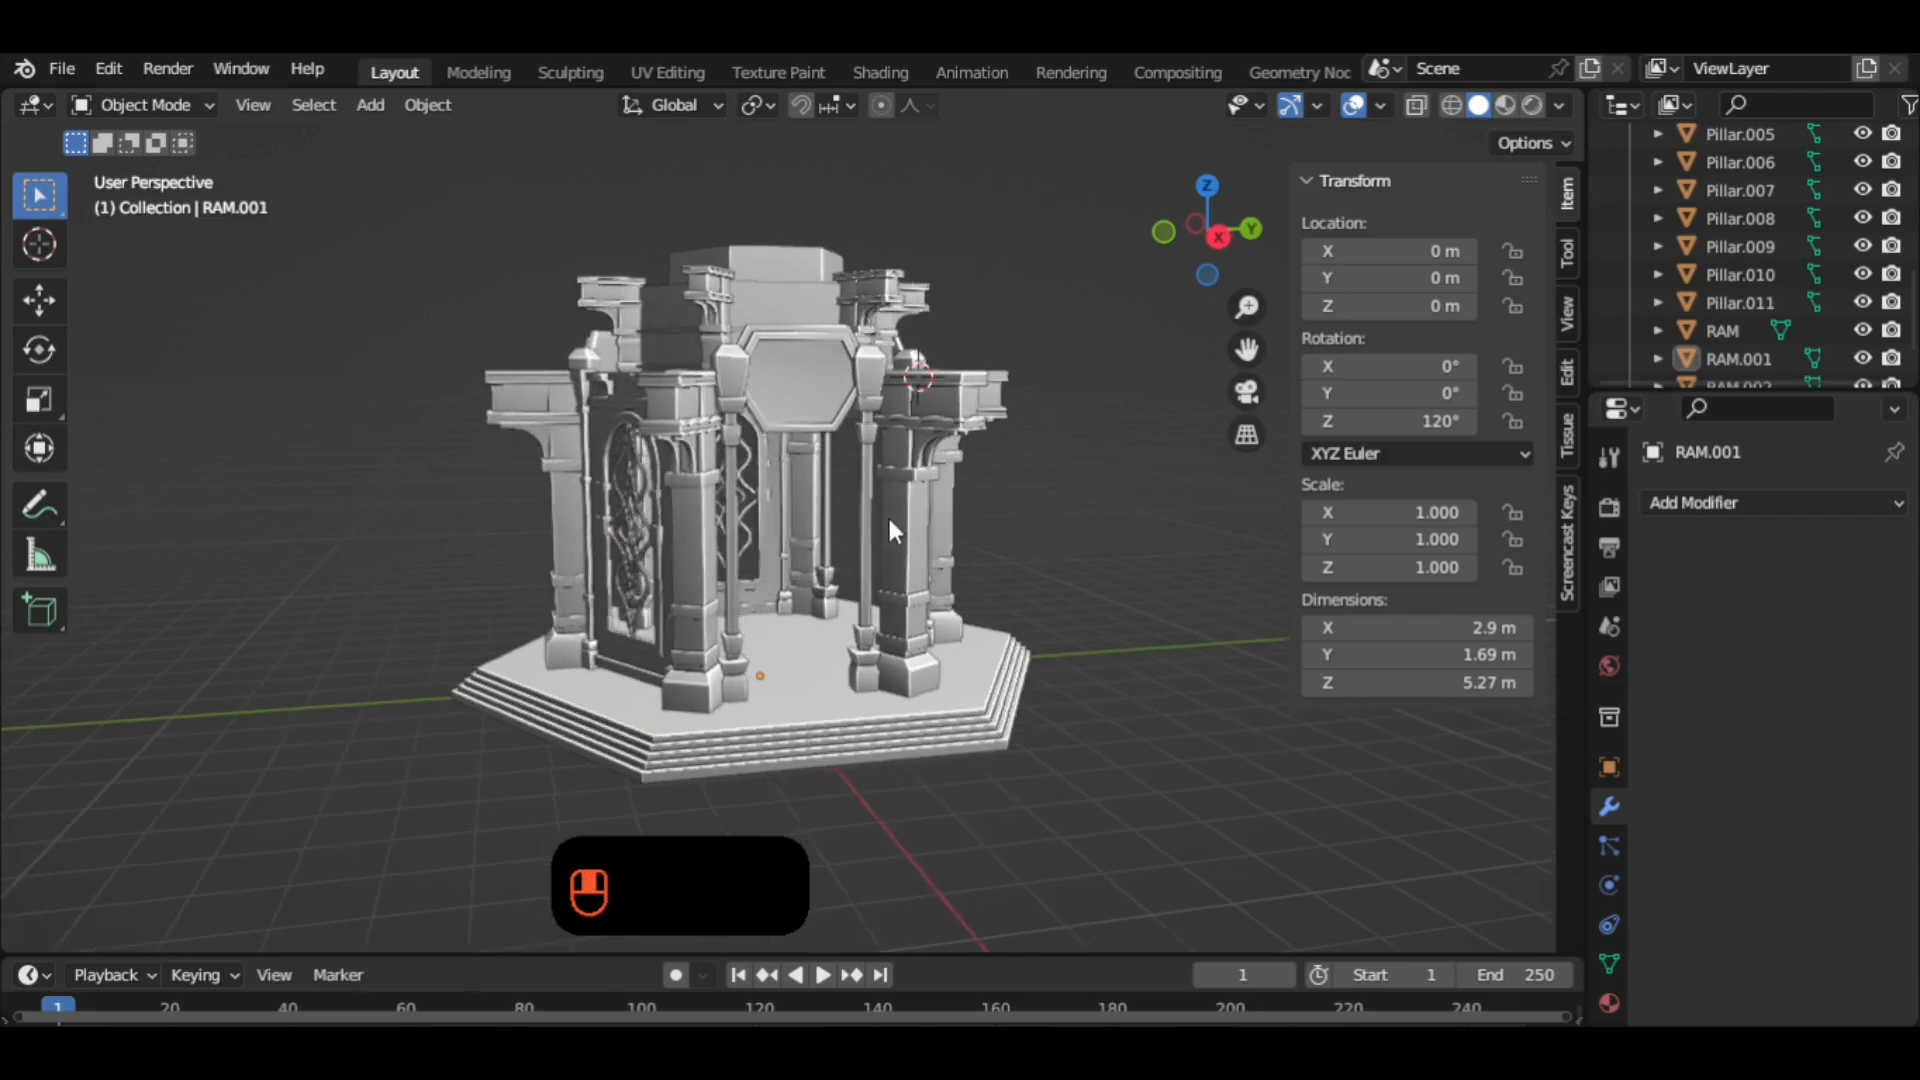 File Edit Render Window Help Layout Modeling Sculpting UV Editing Texture Paint Shading Animation Rendering Compositing Geometry Noc Scene ViewLayer
Object Mode View Select Add Object Global
Options
User Perspective
(1) Collection | RAM.001
Z
Y
X
Transform
Location:
X 0 m
Y 0 m
Z 0 m
Rotation:
X 0°
Y 0°
Z 120°
XYZ Euler
Scale:
X 1.000
Y 1.000
Z 1.000
Dimensions:
X 2.9 m
Y 1.69 m
Z 5.27 m
Item
Tool
View
Edit
Tissue
Screencast Keys
Pillar.005
Pillar.006
Pillar.007
Pillar.008
Pillar.009
Pillar.010
Pillar.011
RAM
RAM.001
RAM.002
RAM.001
Add Modifier
Playback Keying View Marker 1 Start 1 End 250
1 20 40 60 80 100 120 140 160 180 200 220 240